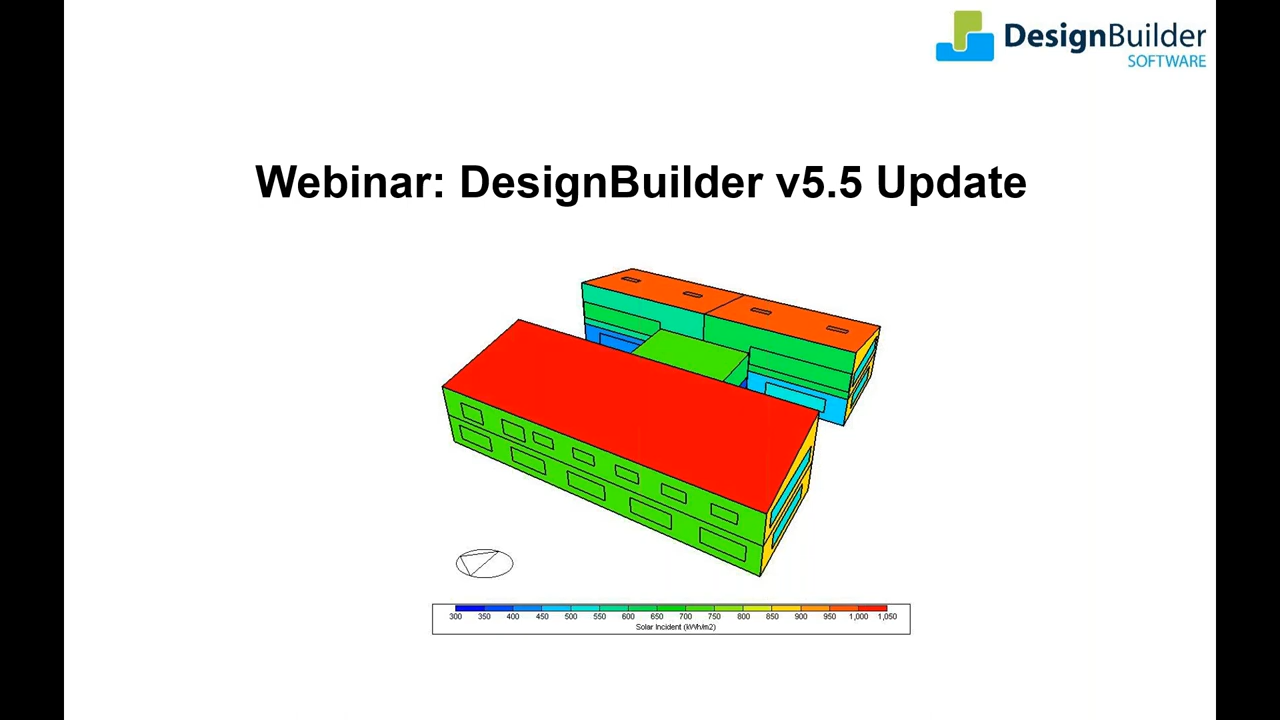 DesignBuilder
SOFTWARE
Webinar: DesignBuilder v5.5 Update
300 350 400 450 500 550 600 650 700 750 800 850 900 950 1,000 1,050
Solar Incident (kWh/m2)